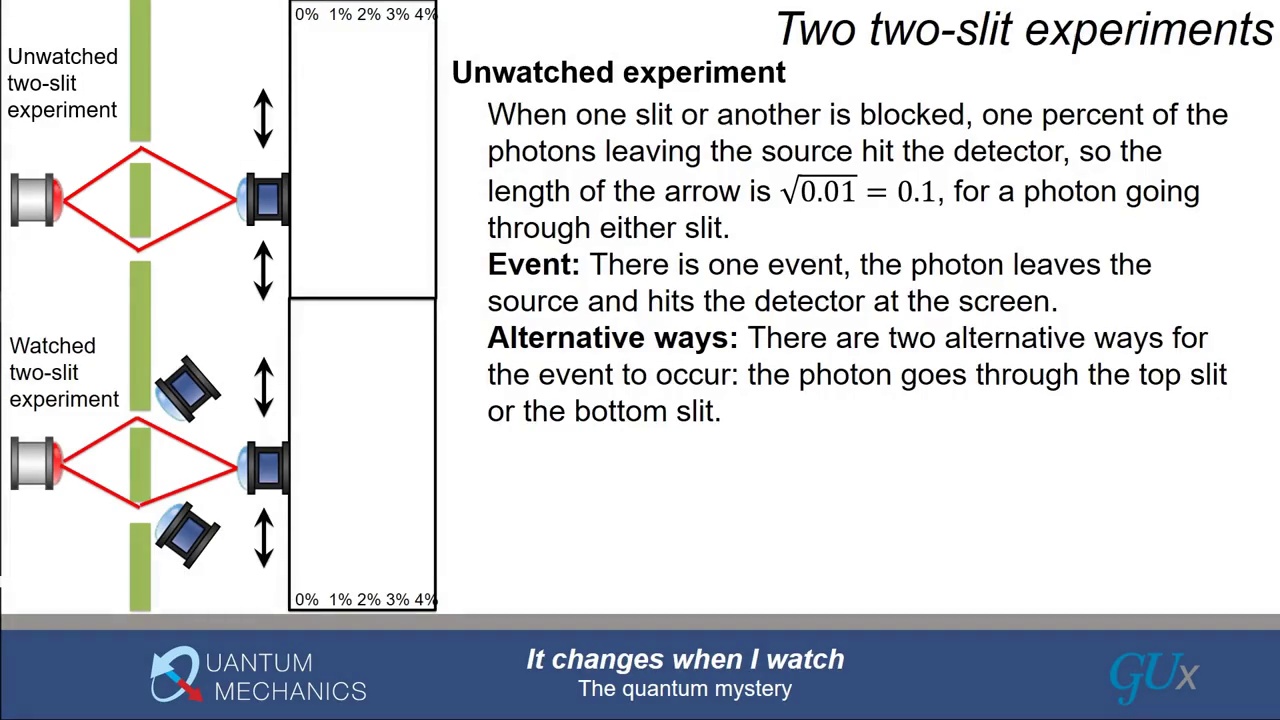 Two two-slit experiments
0% 1% 2% 3% 4%
Unwatched
two-slit
experiment
Watched
two-slit
experiment
0% 1% 2% 3% 4%
Unwatched experiment
When one slit or another is blocked, one percent of the
photons leaving the source hit the detector, so the
length of the arrow is √0.01 = 0.1, for a photon going
through either slit.
Event: There is one event, the photon leaves the
source and hits the detector at the screen.
Alternative ways: There are two alternative ways for
the event to occur: the photon goes through the top slit
or the bottom slit.
QUANTUM
MECHANICS
It changes when I watch
The quantum mystery
GUx